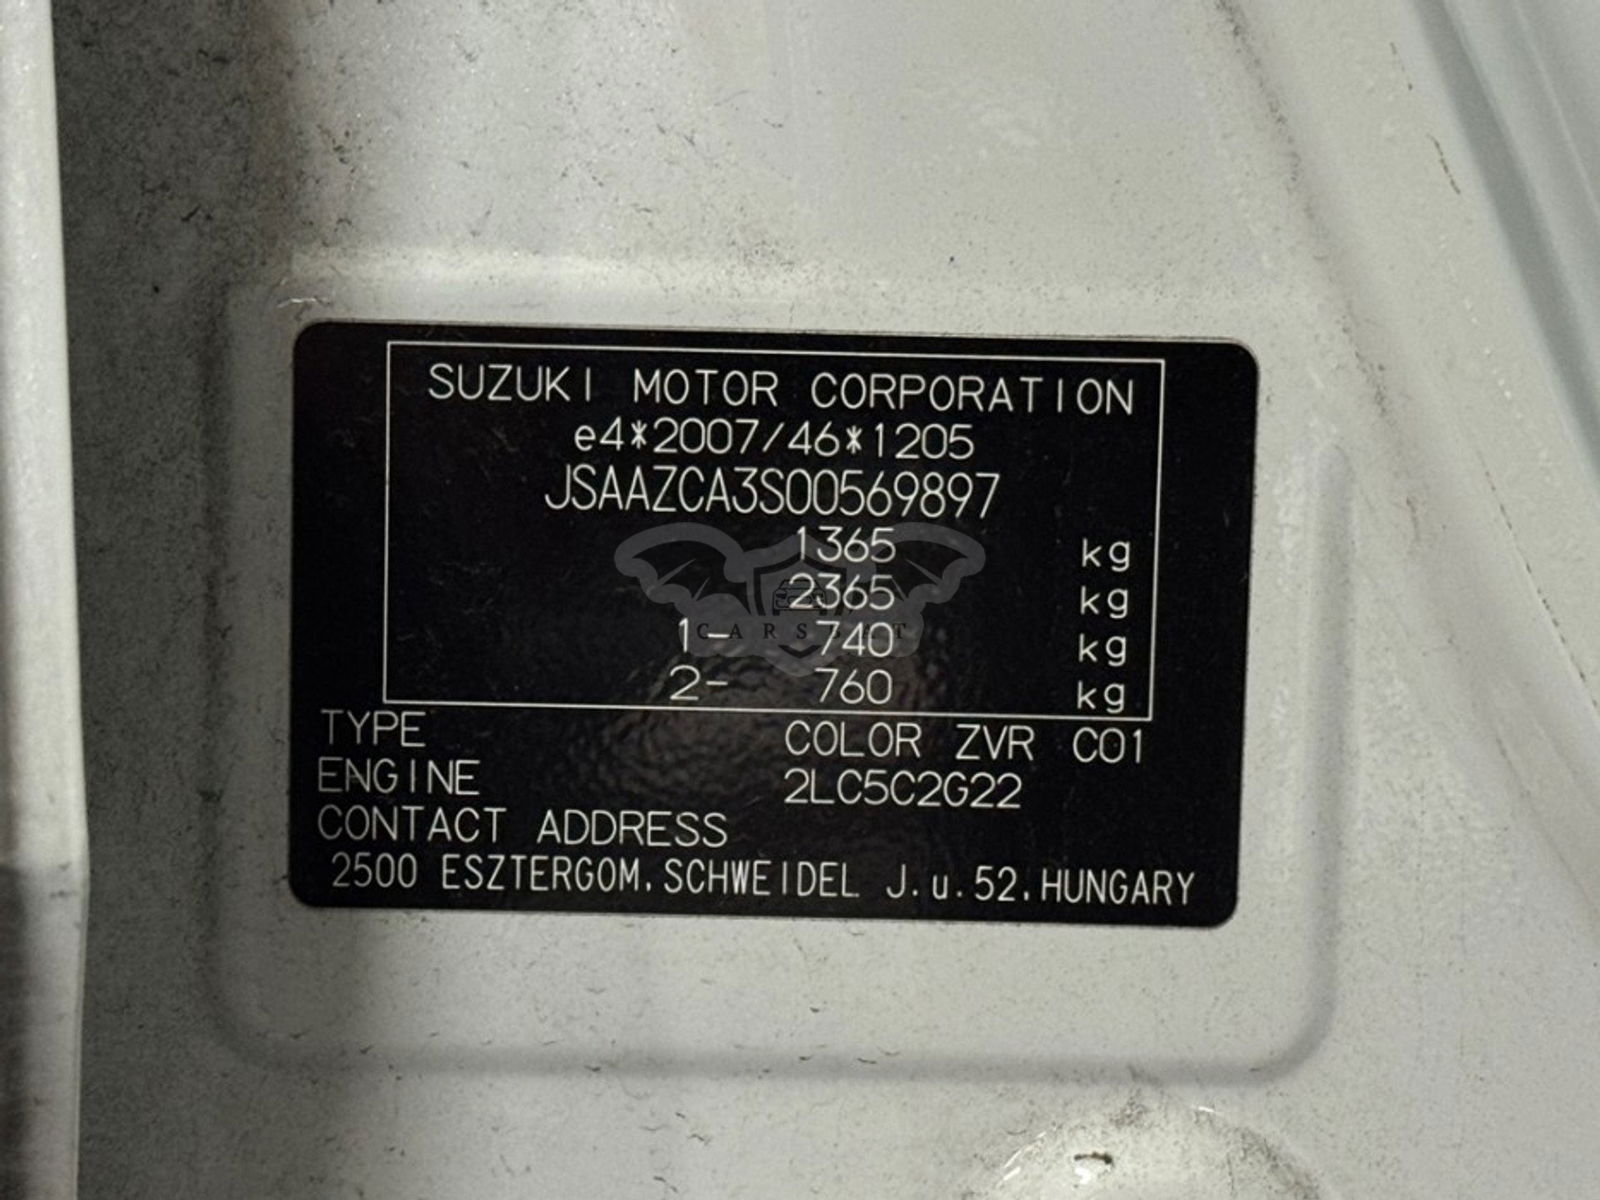 SUZUKI MOTOR CORPORATION
e4*2007/46*1205
JSAAZCA3S00569897
1365 kg
2365 kg
1- 740 kg
2- 760 kg
CARSBAT
TYPE COLOR ZVR C01
ENGINE 2LC5C2G22
CONTACT ADDRESS
2500 ESZTERGOM. SCHWEIDEL J. u. 52. HUNGARY